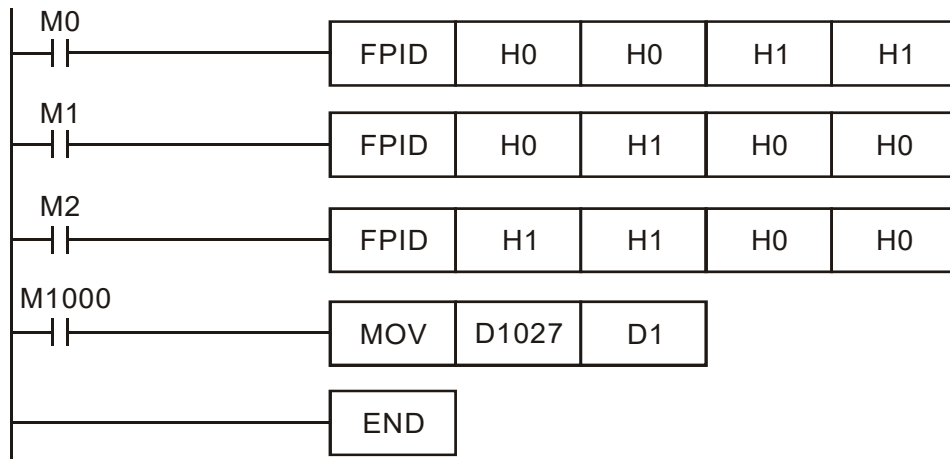 M0
FPID H0 H0 H1 H1
M1
FPID H0 H1 H0 H0
M2
FPID H1 H1 H0 H0
M1000
MOV D1027 D1
END